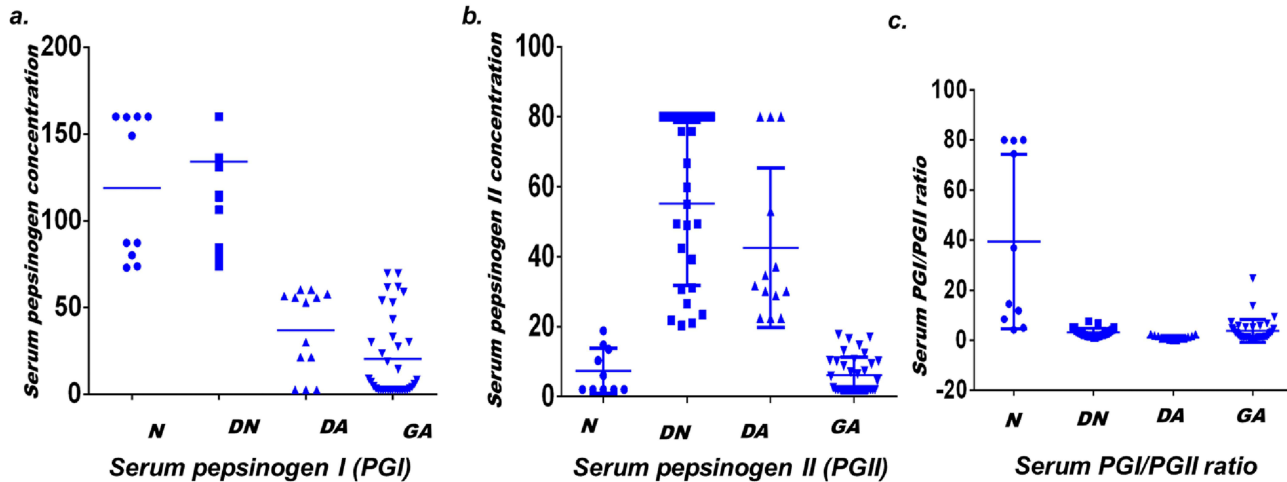 a.
Serum pepsinogen concentration
200
150
100
50
0
N DN DA GA
Serum pepsinogen I (PGI)
b.
Serum pepsinogen II concentration
100
80
60
40
20
0
N DN DA GA
Serum pepsinogen II (PGII)
c.
Serum PGI/PGII ratio
100
80
60
40
20
0
-20
N DN DA GA
Serum PGI/PGII ratio